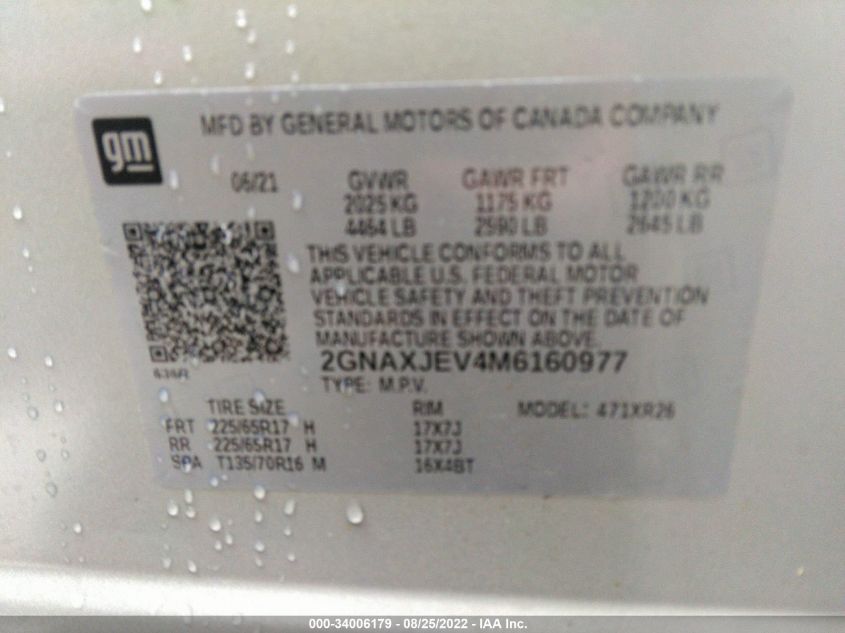 gm
MFD BY GENERAL MOTORS OF CANADA COMPANY
06/21 GVWR GAWR FRT GAWR RR
2025 KG 1175 KG 1200 KG
4464 LB 2590 LB 2645 LB
THIS VEHICLE CONFORMS TO ALL
APPLICABLE U.S. FEDERAL MOTOR
VEHICLE SAFETY AND THEFT PREVENTION
STANDARDS IN EFFECT ON THE DATE OF
MANUFACTURE SHOWN ABOVE.
2GNAXJEV4M6160977
TYPE: M.P.V.
TIRE SIZE RIM MODEL: 471XR26
FRT 225/65R17 H 17X7J
RR 225/65R17 H 17X7J
SPA T135/70R16 M 16X4BT
000-34006179 - 08/25/2022 - IAA Inc.